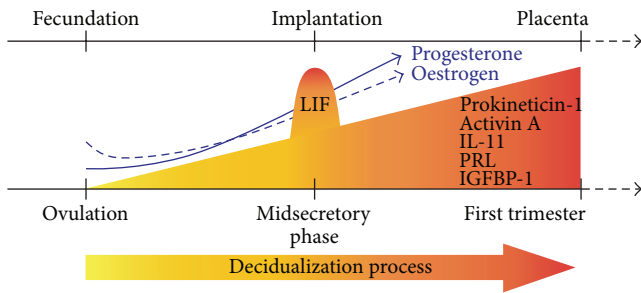 Fecundation
Implantation
Placenta
Progesterone
Oestrogen
LIF
Prokineticin-1
Activin A
IL-11
PRL
IGFBP-1
Ovulation
Midsecretory
phase
First trimester
Decidualization process